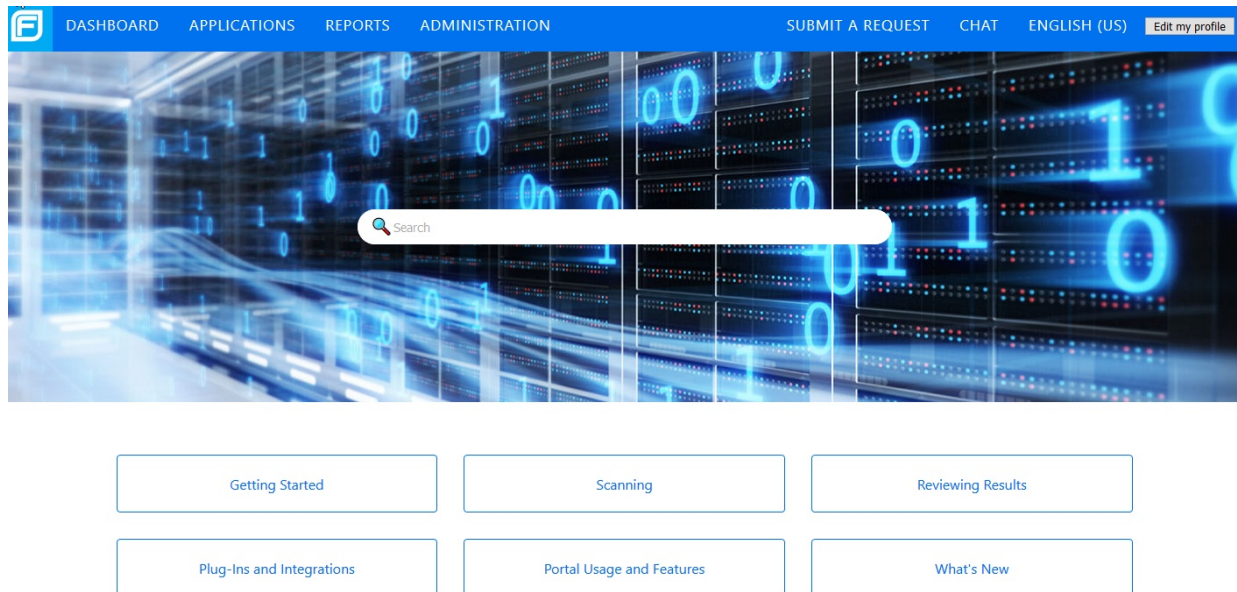 DASHBOARD APPLICATIONS REPORTS ADMINISTRATION SUBMIT A REQUEST CHAT ENGLISH (US) Edit my profile
Search
Getting Started Scanning Reviewing Results
Plug-Ins and Integrations Portal Usage and Features What's New